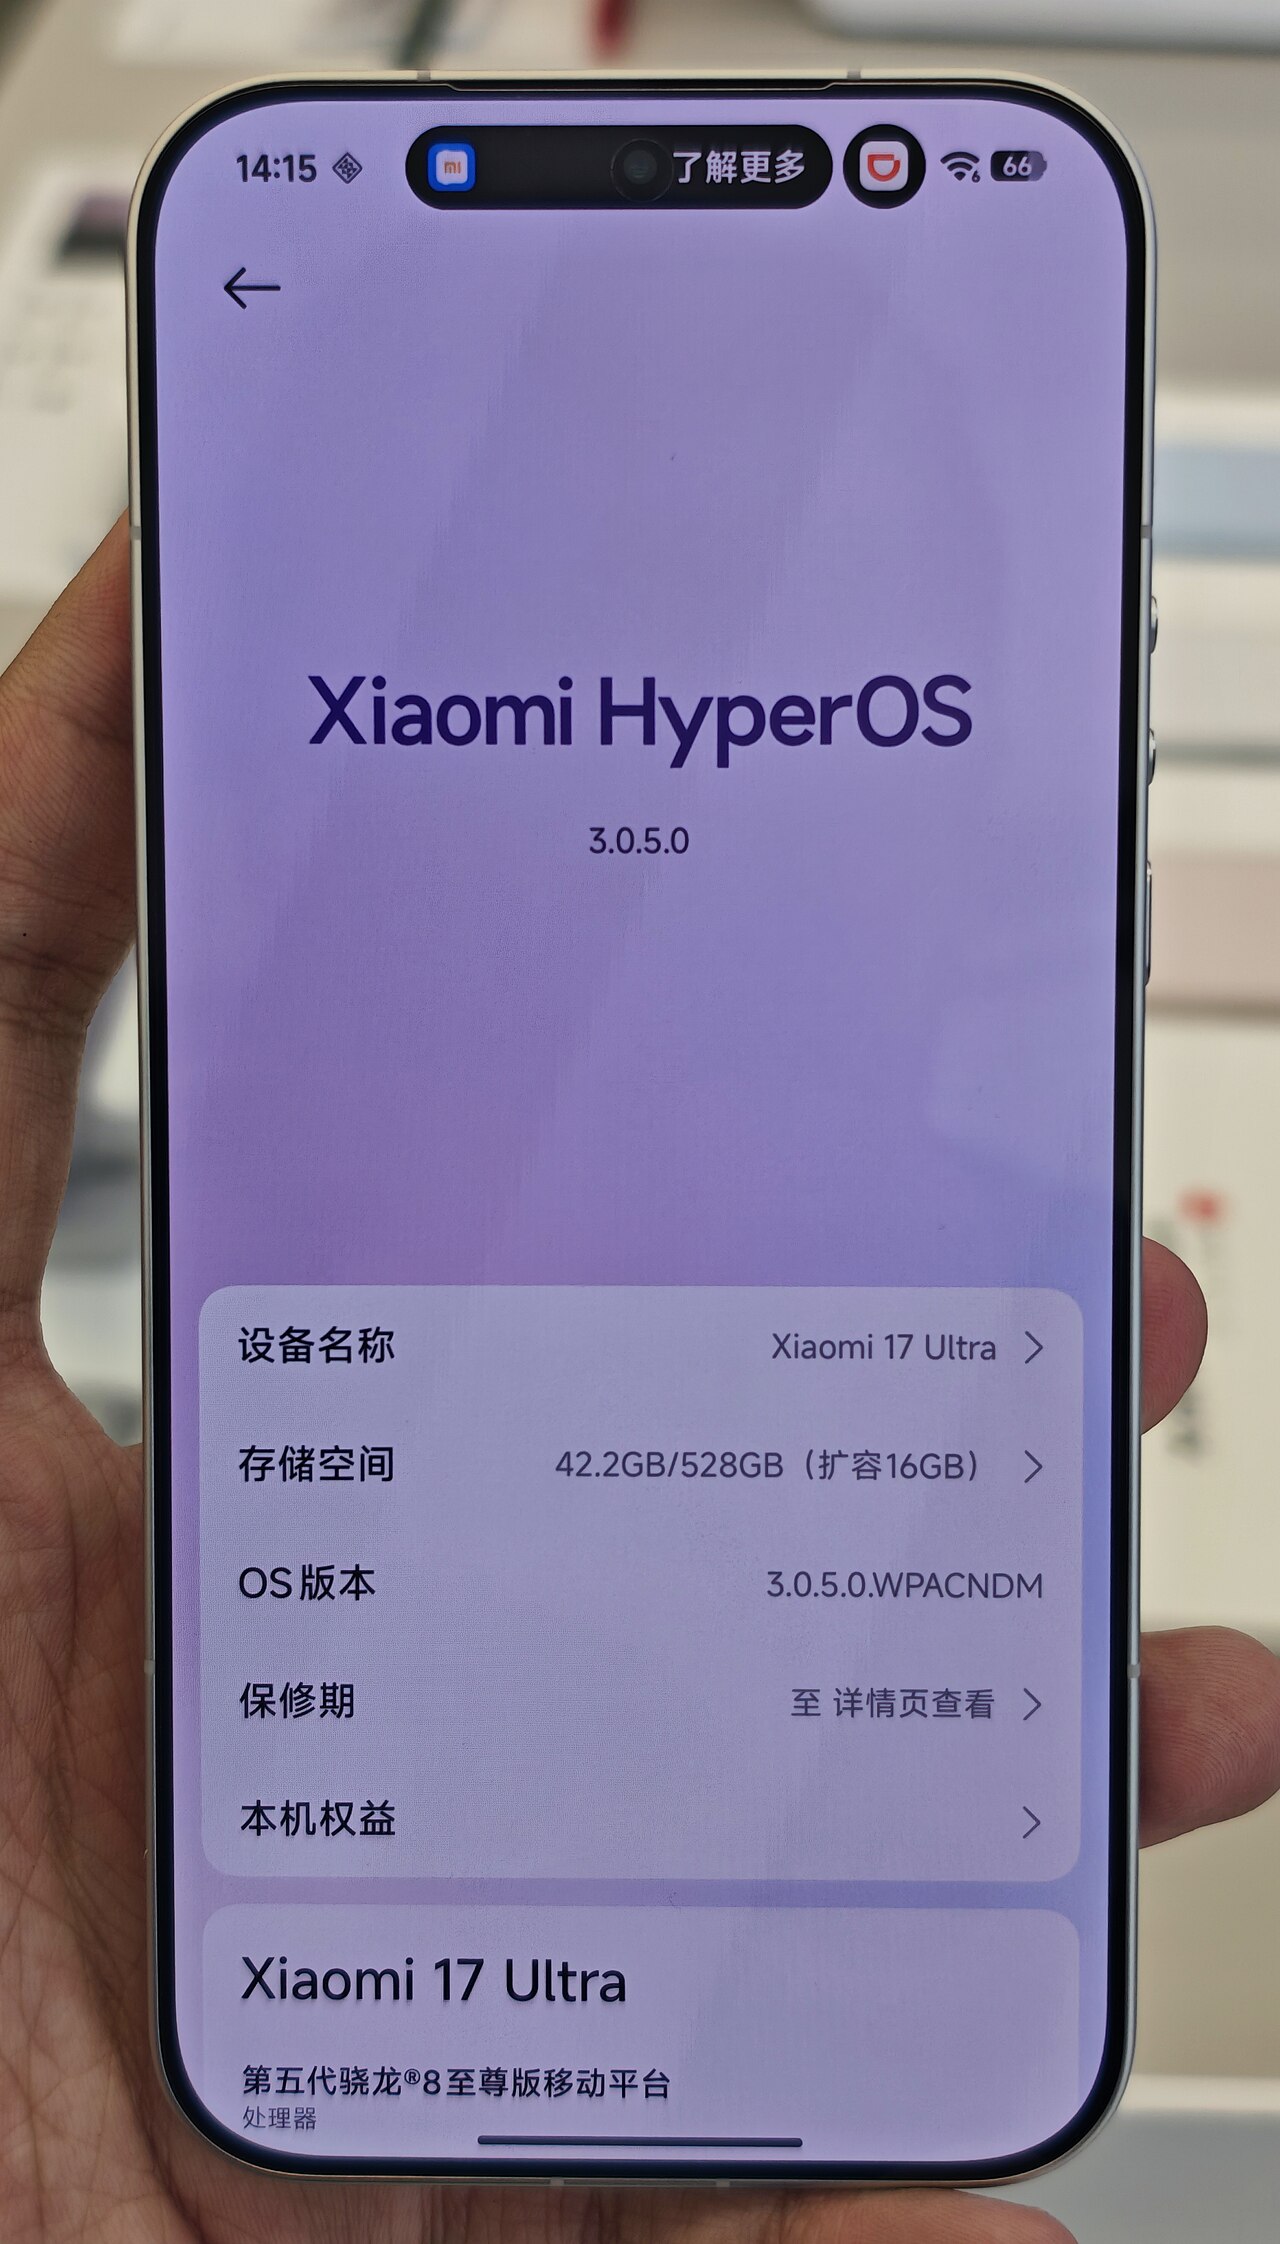 14:15 mi 了解更多 66
Xiaomi HyperOS
3.0.5.0
设备名称 Xiaomi 17 Ultra
存储空间 42.2GB/528GB（扩容16GB）
OS版本 3.0.5.0.WPACNDM
保修期 至 详情页查看
本机权益
Xiaomi 17 Ultra
第五代骁龙®8至尊版移动平台
处理器